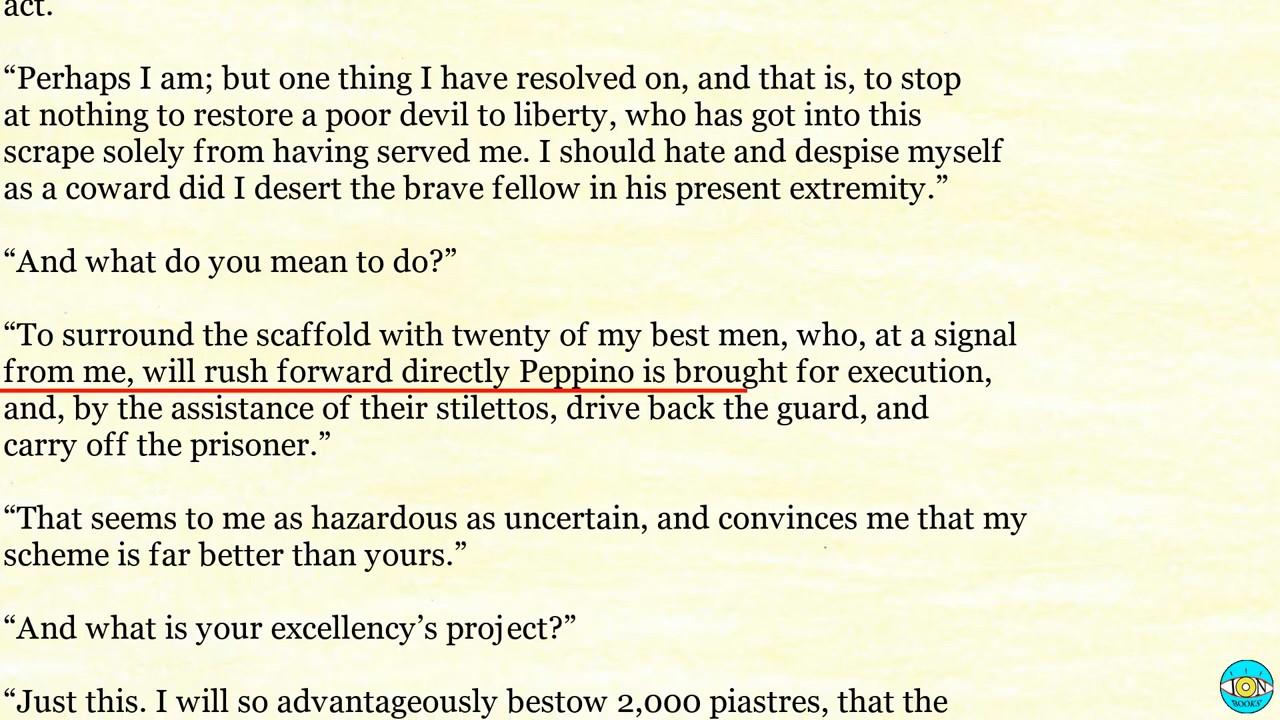 act.
“Perhaps I am; but one thing I have resolved on, and that is, to stop
at nothing to restore a poor devil to liberty, who has got into this
scrape solely from having served me. I should hate and despise myself
as a coward did I desert the brave fellow in his present extremity.”
“And what do you mean to do?”
“To surround the scaffold with twenty of my best men, who, at a signal
from me, will rush forward directly Peppino is brought for execution,
and, by the assistance of their stilettos, drive back the guard, and
carry off the prisoner.”
“That seems to me as hazardous as uncertain, and convinces me that my
scheme is far better than yours.”
“And what is your excellency’s project?”
“Just this. I will so advantageously bestow 2,000 piastres, that the
ION
BOOKS